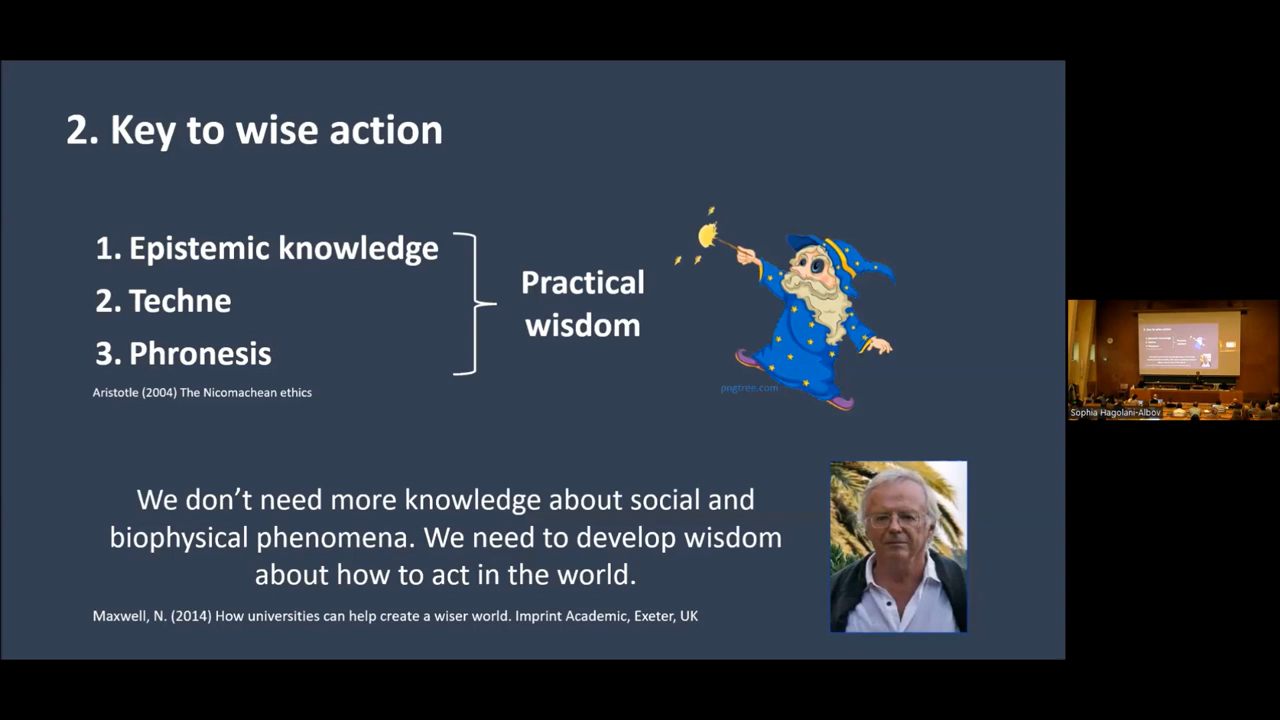 2. Key to wise action
1. Epistemic knowledge
2. Techne
3. Phronesis
Practical
wisdom
Aristotle (2004) The Nicomachean ethics
pngtree.com
We don’t need more knowledge about social and
biophysical phenomena. We need to develop wisdom
about how to act in the world.
Maxwell, N. (2014) How universities can help create a wiser world. Imprint Academic, Exeter, UK
Sophia Hagolani-Albov